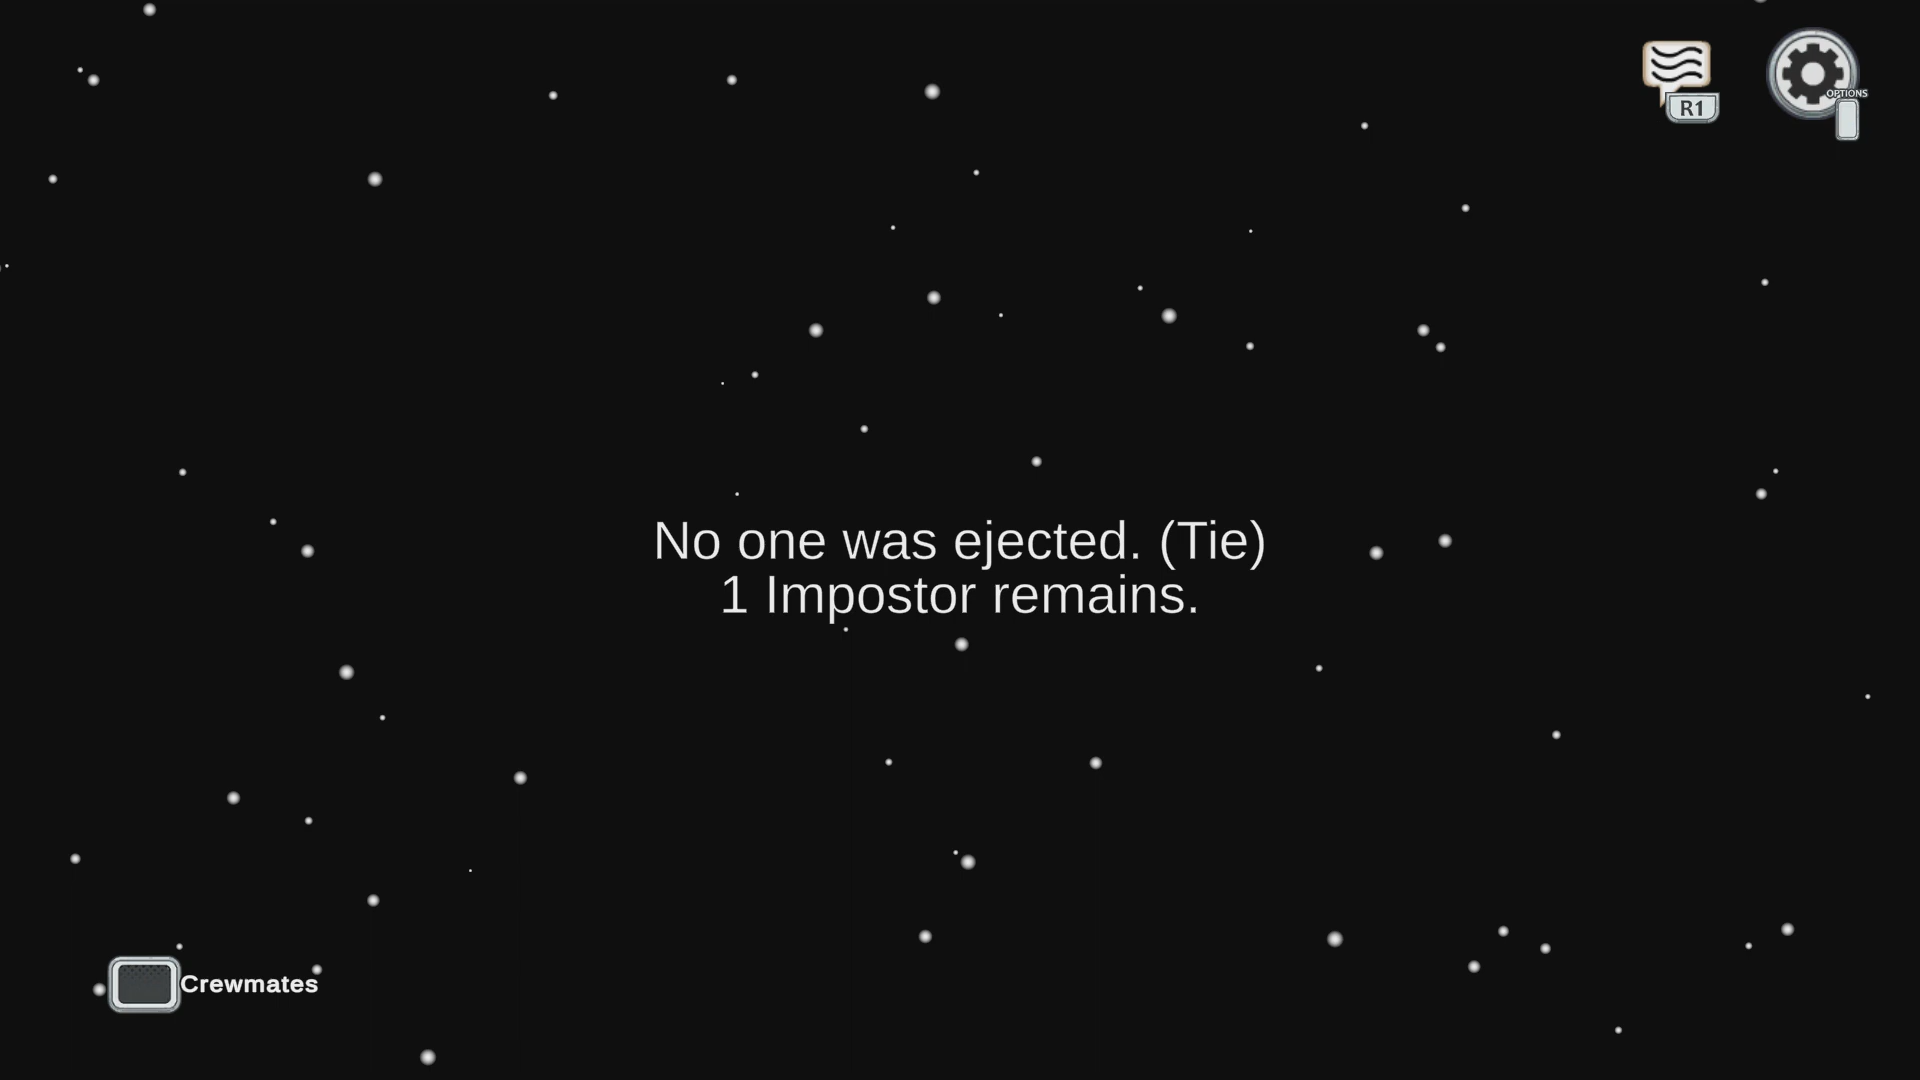 R1
OPTIONS
No one was ejected. (Tie)
1 Impostor remains.
Crewmates